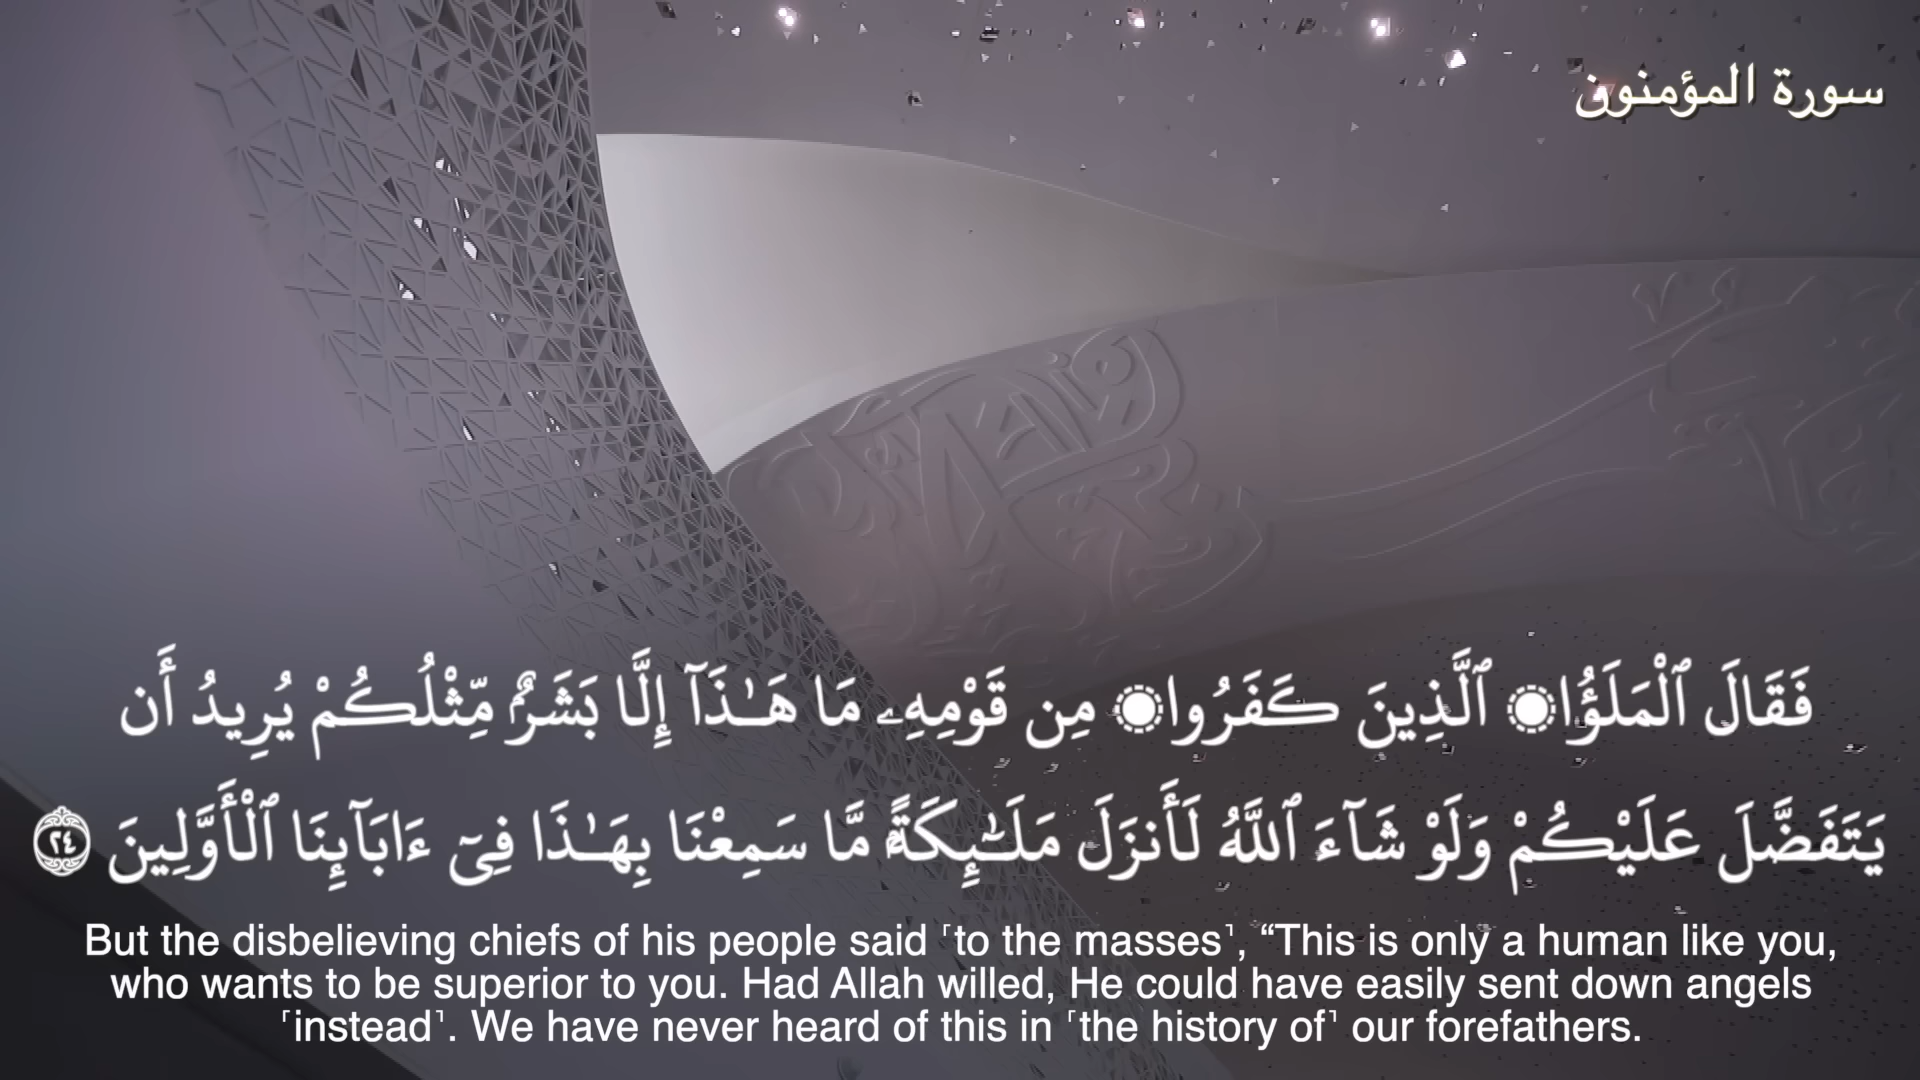 سورة المؤمنون
فَقَالَ ٱلْمَلَؤُا۟ ٱلَّذِينَ كَفَرُوا۟ مِن قَوْمِهِۦ مَا هَـٰذَآ إِلَّا بَشَرٌ مِّثْلُكُمْ يُرِيدُ أَن
يَتَفَضَّلَ عَلَيْكُمْ وَلَوْ شَآءَ ٱللَّهُ لَأَنزَلَ مَلَـٰٓئِكَةً مَّا سَمِعْنَا بِهَـٰذَا فِىٓ ءَابَآئِنَا ٱلْأَوَّلِينَ ٢٤
But the disbelieving chiefs of his people said ˹to the masses˺, “This is only a human like you,
who wants to be superior to you. Had Allah willed, He could have easily sent down angels
˹instead˺. We have never heard of this in ˹the history of˺ our forefathers.